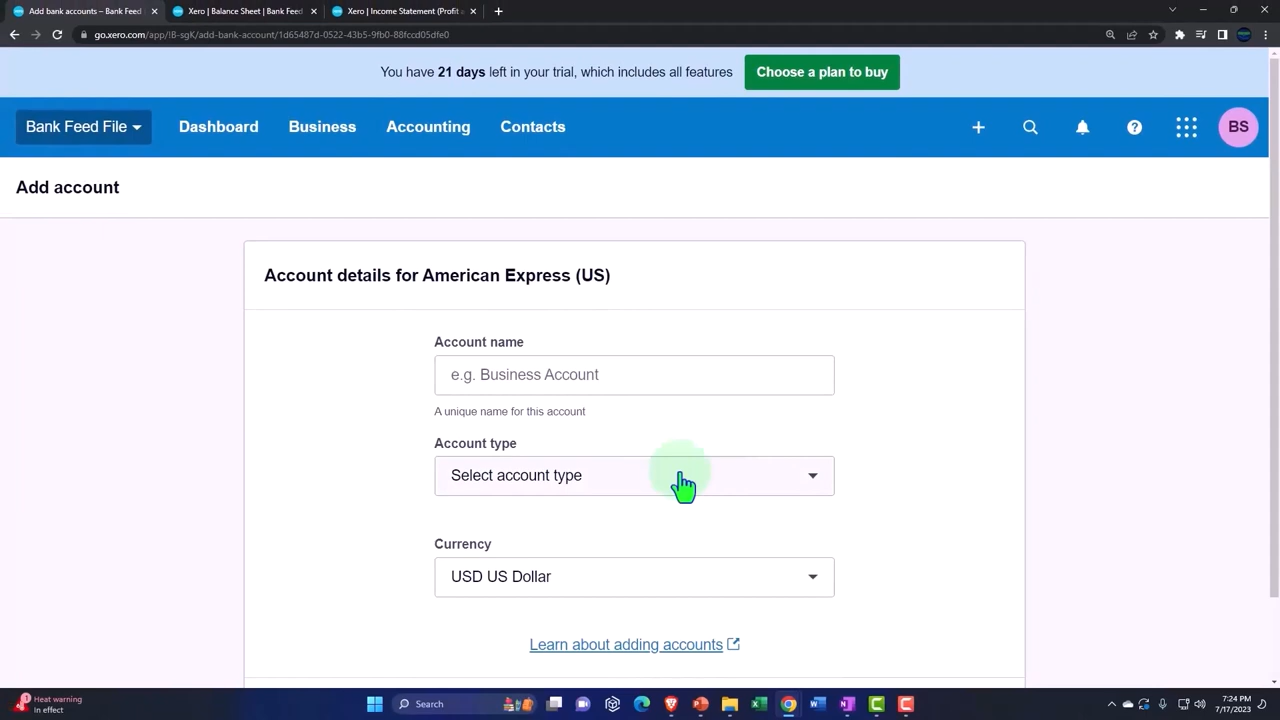 Add bank accounts – Bank Feed
Xero | Balance Sheet | Bank Feed
Xero | Income Statement (Profit a
go.xero.com/app/!B-sgK/add-bank-account/1d65487d-0522-43b5-9fb0-88fccd05dfe0
You have 21 days left in your trial, which includes all features
Choose a plan to buy
Bank Feed File
Dashboard
Business
Accounting
Contacts
BS
Add account
Account details for American Express (US)
Account name
e.g. Business Account
A unique name for this account
Account type
Select account type
Currency
USD US Dollar
Learn about adding accounts
Heat warning
In effect
Search
7:24 PM
7/17/2023